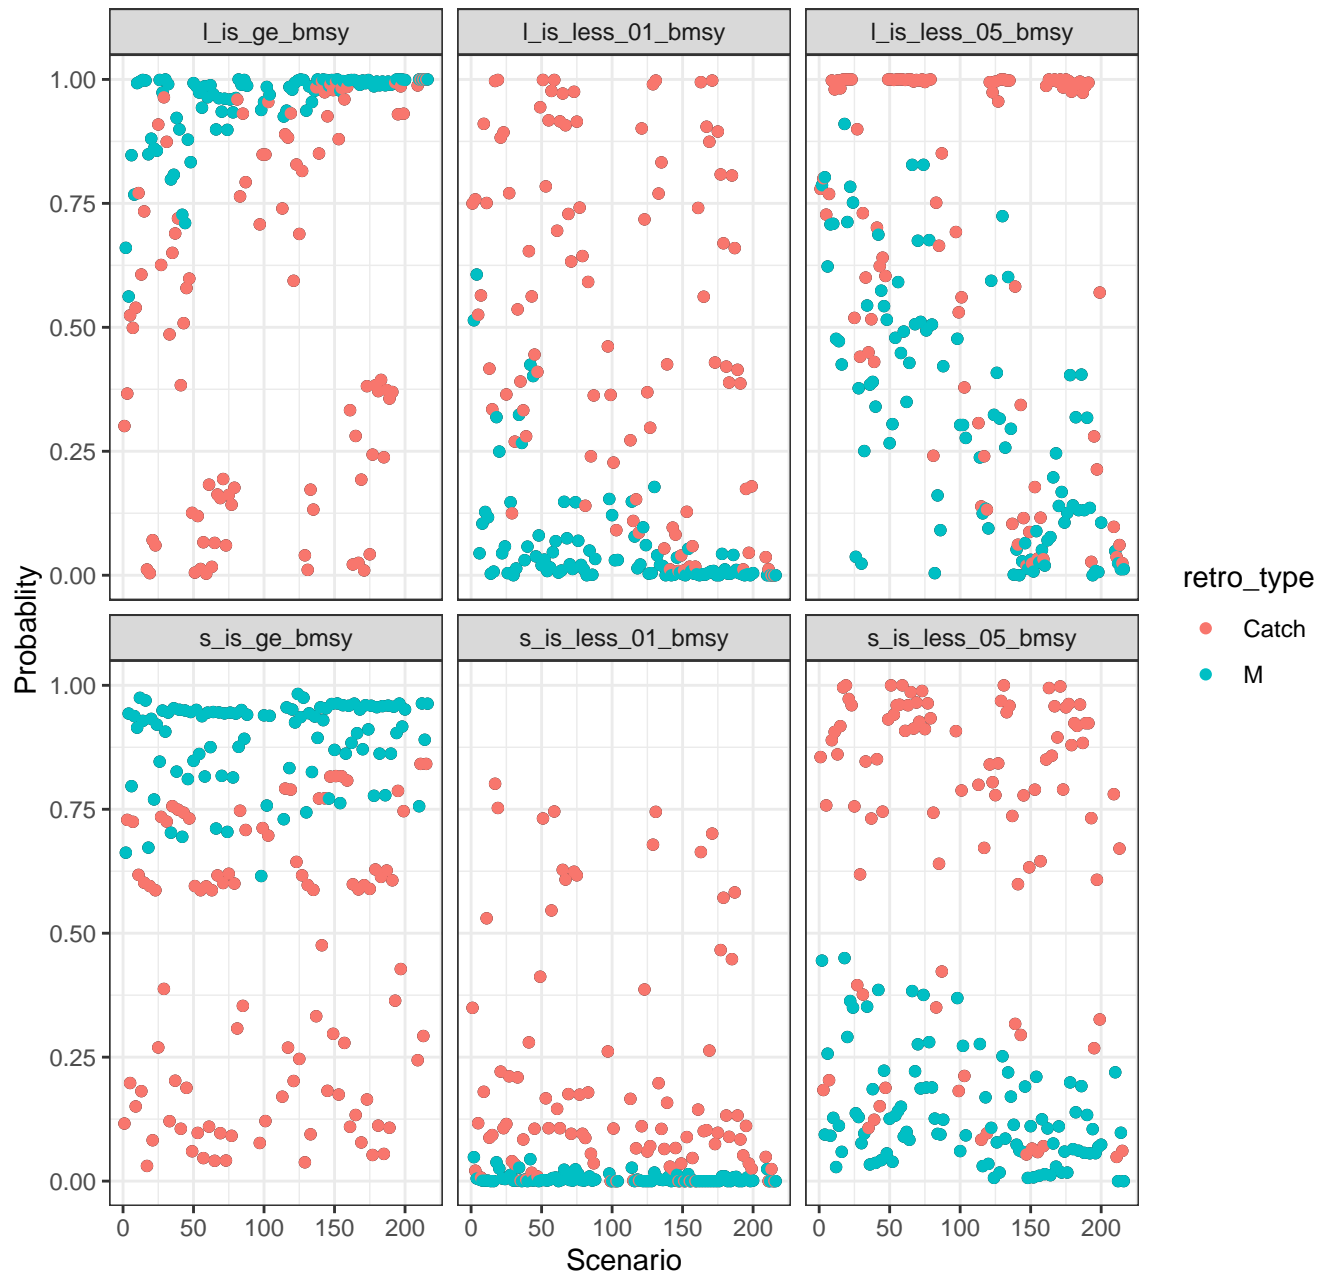 l_is_ge_bmsy
l_is_less_01_bmsy
l_is_less_05_bmsy
1.00
0.75
0.50
0.25
0.00
s_is_ge_bmsy
s_is_less_01_bmsy
s_is_less_05_bmsy
1.00
0.75
0.50
0.25
0.00
0 50 100 150 200
0 50 100 150 200
0 50 100 150 200
Scenario
Probablity
retro_type
Catch
M